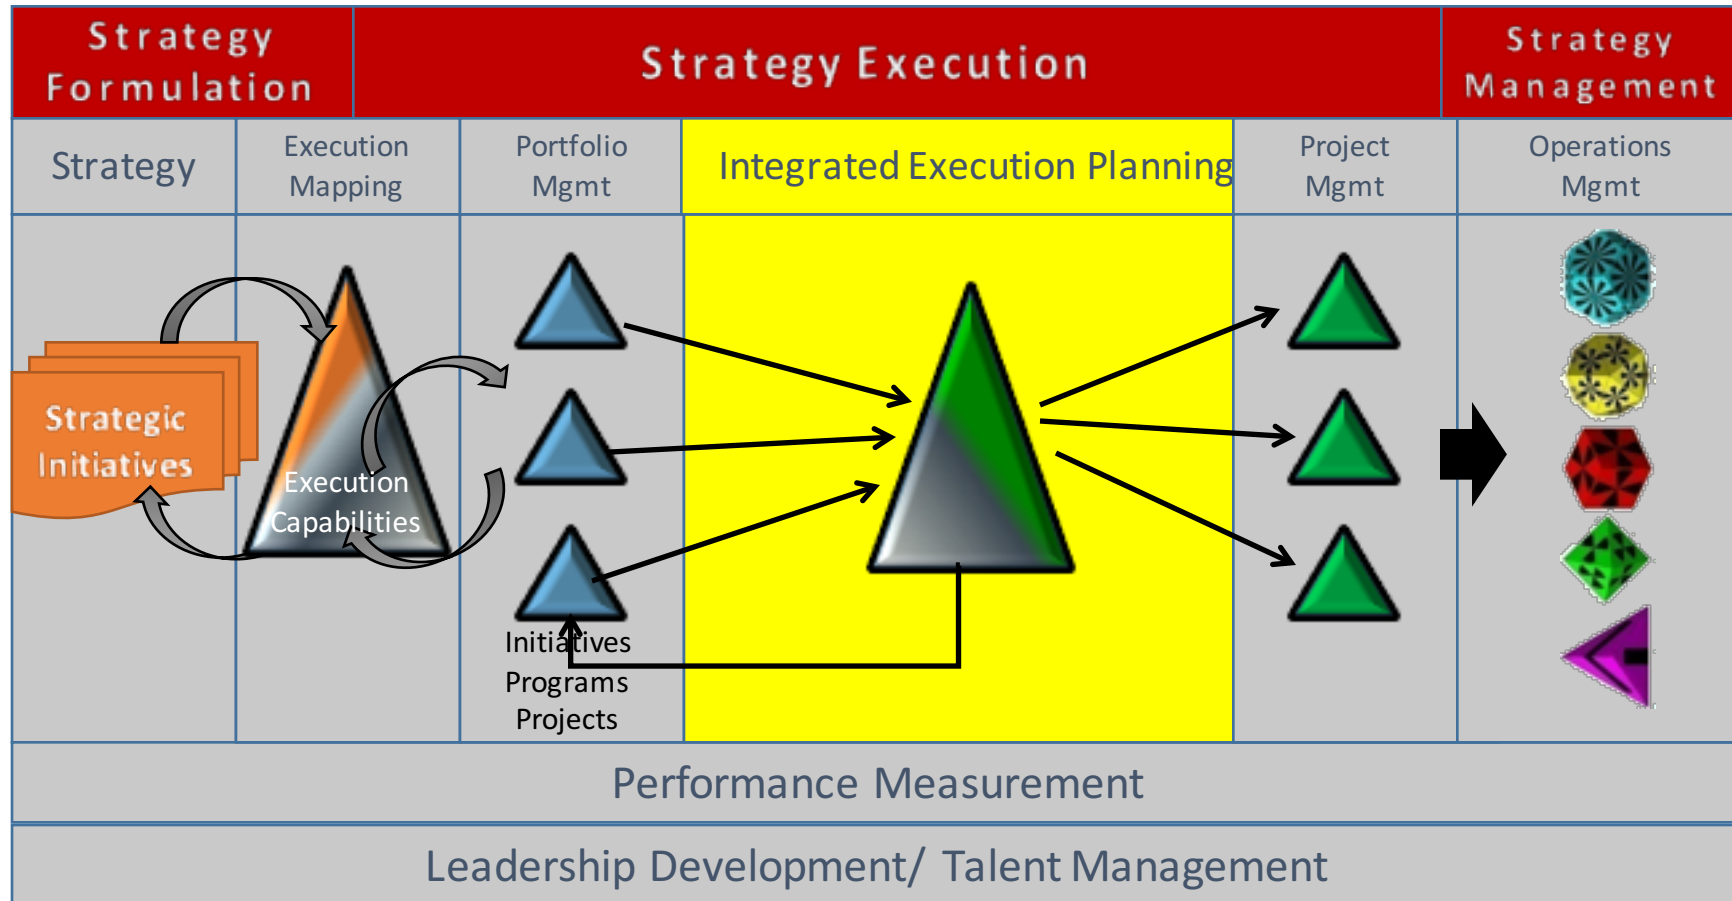 Strategy
Formulation
Strategy Execution
Strategy
Management
Strategy
Execution
Mapping
Portfolio
Mgmt
Integrated Execution Planning
Project
Mgmt
Operations
Mgmt
Strategic
Initiatives
Execution
Capabilities
Initiatives
Programs
Projects
Performance Measurement
Leadership Development/ Talent Management